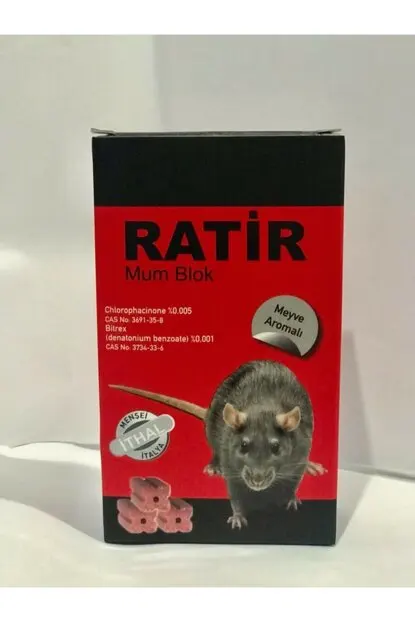 RATİR
Mum Blok
Chlorophacinone %0.005
CAS No. 3691-35-8
Bitrex
(denatonium benzoate) %0.001
CAS No. 3734-33-6
Meyve
Aromalı
MENŞEİ
İTHAL
İTALYA